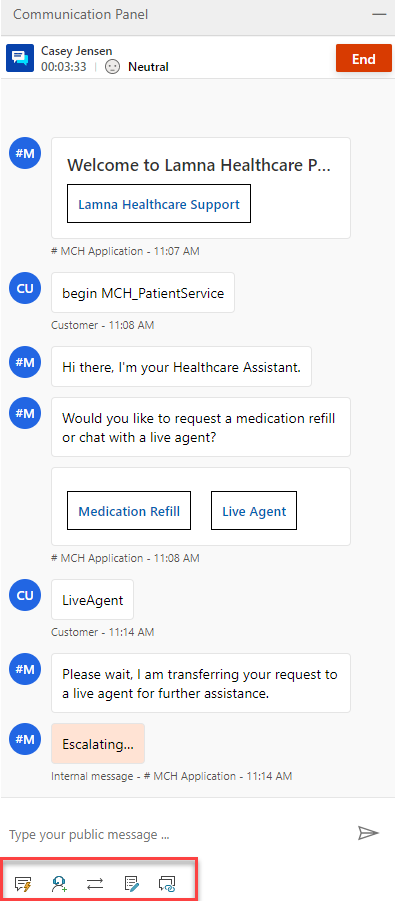 Communication Panel
Casey Jensen
00:03:33 Neutral
End
#M
Welcome to Lamna Healthcare P...
Lamna Healthcare Support
# MCH Application - 11:07 AM
CU
begin MCH_PatientService
Customer - 11:08 AM
#M
Hi there, I'm your Healthcare Assistant.
#M
Would you like to request a medication refill
or chat with a live agent?
Medication Refill Live Agent
# MCH Application - 11:08 AM
CU
LiveAgent
Customer - 11:14 AM
#M
Please wait, I am transferring your request to
a live agent for further assistance.
#M
Escalating...
Internal message - # MCH Application - 11:14 AM
Type your public message ...